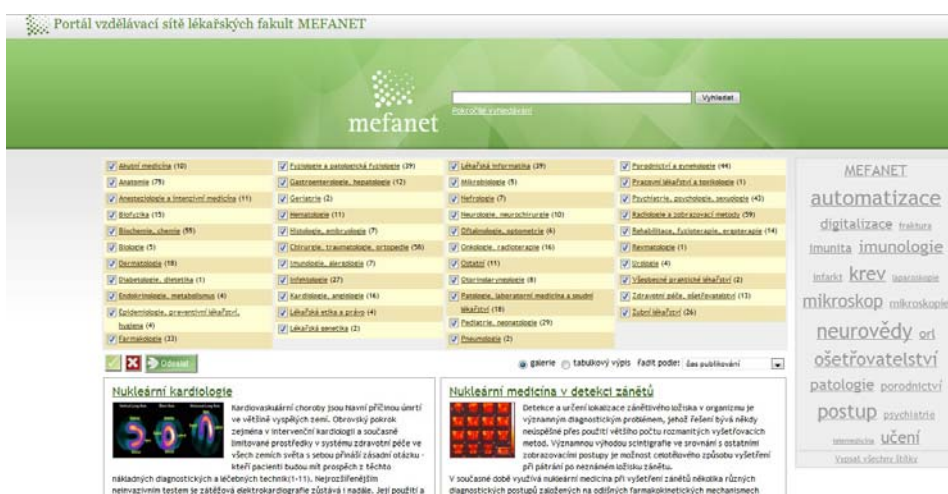 Portál vzdělávací sítě lékařských fakult MEFANET
mefanet
Vyhledat
Pokročilé vyhledávání
Akutní medicína (10)
Anatomie (75)
Anesteziologie a intenzivní medicína (11)
Biofyzika (15)
Biochemie, chemie (55)
Biologie (5)
Dermatologie (18)
Diabetologie, dietetika (1)
Endokrinologie, metabolismus (4)
Epidemiologie, preventivní lékařství,
hygiena (4)
Farmakologie (33)
Fyziologie a patologická fyziologie (39)
Gastroenterologie, hepatologie (12)
Geriatrie (2)
Hematologie (11)
Histologie, embryologie (7)
Chirurgie, traumatologie, ortopedie (58)
Imunologie, alergologie (7)
Infektologie (27)
Kardiologie, angiologie (16)
Lékařská etika a právo (4)
Lékařská genetika (2)
Lékařská informatika (39)
Mikrobiologie (5)
Nefrologie (7)
Neurologie, neurochirurgie (10)
Oftalmologie, optometrie (6)
Onkologie, radioterapie (16)
Ostatní (11)
Otorinolaryngologie (8)
Patologie, laboratorní medicína a soudní
lékařství (18)
Pediatrie, neonatologie (29)
Pneumologie (2)
Porodnictví a gynekologie (44)
Pracovní lékařství a toxikologie (1)
Psychiatrie, psychologie, sexuologie (43)
Radiologie a zobrazovací metody (59)
Rehabilitace, fyzioterapie, ergoterapie (14)
Revmatologie (1)
Urologie (4)
Všeobecné praktické lékařství (2)
Zdravotní péče, ošetřovatelství (13)
Zubní lékařství (26)
Odeslat
galerie tabulkový výpis řadit podle: čas publikování
Nukleární kardiologie
Kardiovaskulární choroby jsou hlavní příčinou úmrtí
ve většině vyspělých zemí. Obrovský pokrok
zejména v intervenční kardiologii a současně
limitované prostředky v systému zdravotní péče ve
všech zemích světa s sebou přináší zásadní otázku -
kteří pacienti budou mít prospěch z těchto
nákladných diagnostických a léčebných technik(1-11). Nejrozšířenějším
neinvazivním testem je zátěžová elektrokardiografie zůstává i nadále. Její použití a
Nukleární medicína v detekci zánětů
Detekce a určení lokalizace zánětlivého ložiska v organizmu je
významným diagnostickým problémem, jehož řešení bývá někdy
neúspěšné přes použití většího počtu rozmanitých vyšetřovacích
metod. Významnou výhodou scintigrafie ve srovnání s ostatními
zobrazovacími postupy je možnost celotělového způsobu vyšetření
při pátrání po neznámém ložisku zánětu.
V současné době využívá nukleární medicína při vyšetření zánětů několika různých
diagnostických postupů založených na odlišných farmakokinetických mechanismech
MEFANET
automatizace
digitalizace fraktura
imunita imunologie
infarkt krev laparoskopie
mikroskop mikroskopie
neurovědy orl
ošetřovatelství
patologie porodnictví
postup psychiatrie
telemedicína učení
Vypsat všechny štítky